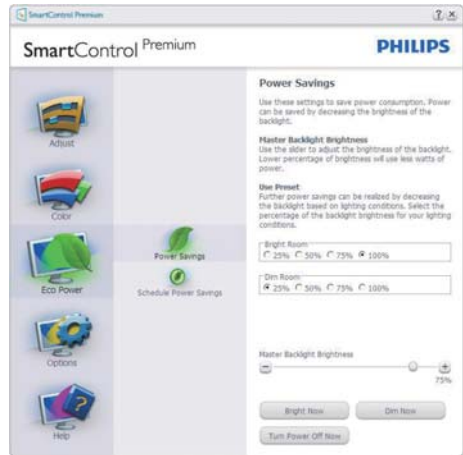 SmartControl Premium
SmartControl Premium
PHILIPS
Adjust
Color
Eco Power
Options
Help
Power Savings
Schedule Power Savings
Power Savings
Use these settings to save power consumption. Power
can be saved by decreasing the brightness of the
backlight.
Master Backlight Brightness
Use the slider to adjust the brightness of the backlight.
Lower percentage of brightness will use less watts of
power.
Use Preset
Further power savings can be realized by decreasing
the backlight based on lighting conditions. Select the
percentage of the backlight brightness for your lighting
conditions.
Bright Room
25% 50% 75% 100%
Dim Room
25% 50% 75% 100%
Master Backlight Brightness
75%
Bright Now Dim Now
Turn Power Off Now